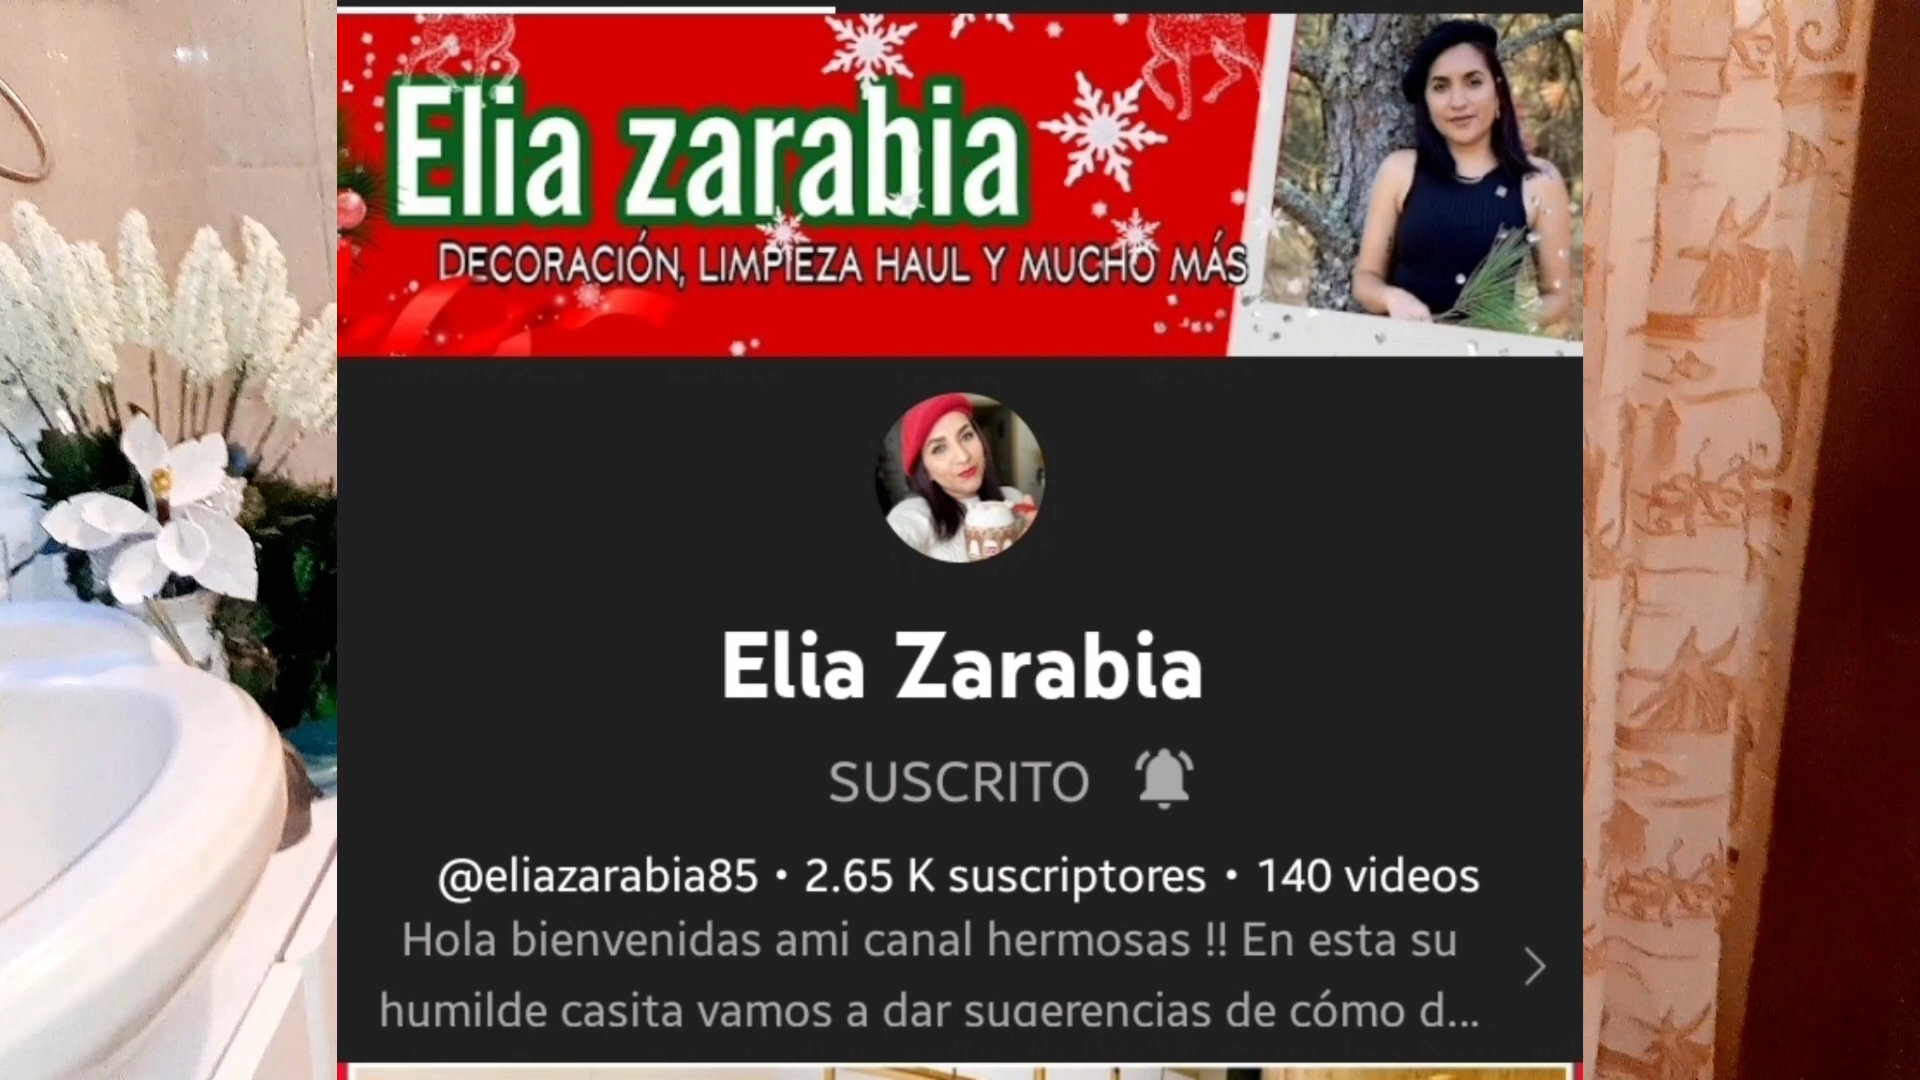 Elia zarabia
DECORACIÓN, LIMPIEZA HAUL Y MUCHO MÁS
Elia Zarabia
SUSCRITO
@eliazarabia85 • 2.65 K suscriptores • 140 videos
Hola bienvenidas ami canal hermosas !! En esta su
humilde casita vamos a dar sugerencias de cómo d...